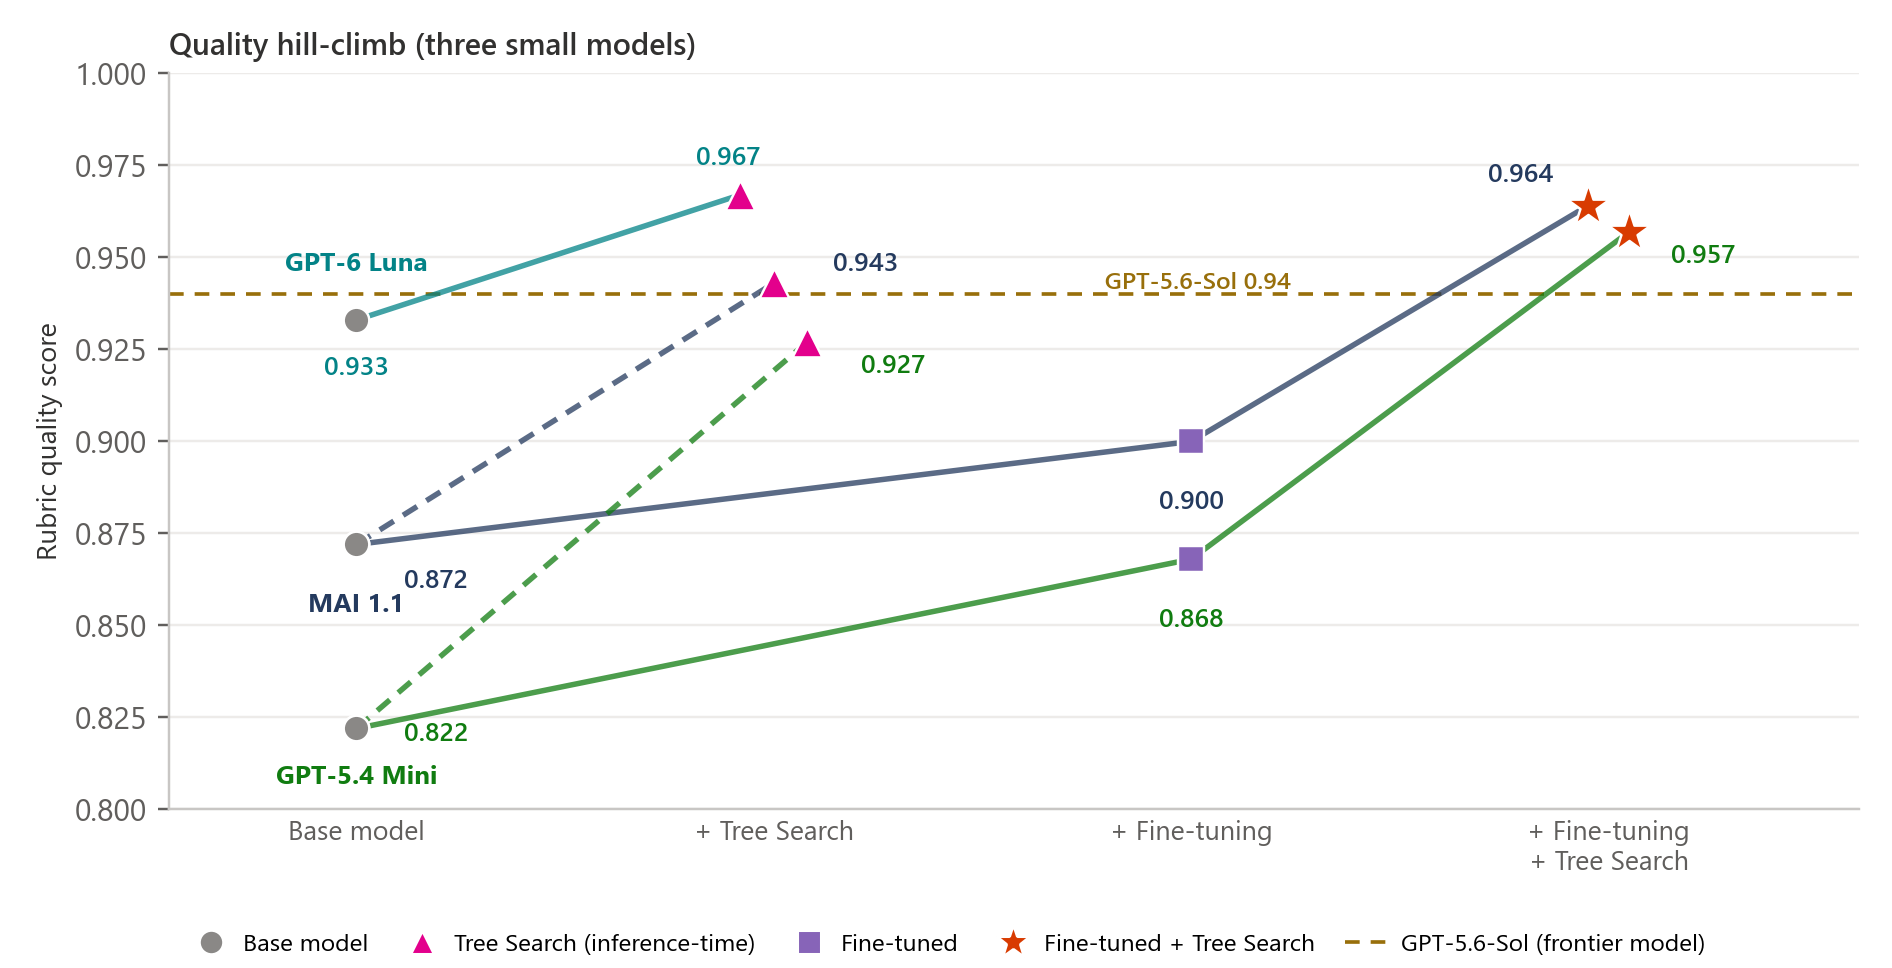 Quality hill-climb (three small models)
Rubric quality score
1.000
0.975
0.950
0.925
0.900
0.875
0.850
0.825
0.800
0.967
0.964
GPT-6 Luna
0.943
0.957
GPT-5.6-Sol 0.94
0.933
0.927
0.900
0.872
MAI 1.1
0.868
0.822
GPT-5.4 Mini
Base model
+ Tree Search
+ Fine-tuning
+ Fine-tuning
+ Tree Search
Base model
Tree Search (inference-time)
Fine-tuned
Fine-tuned + Tree Search
GPT-5.6-Sol (frontier model)